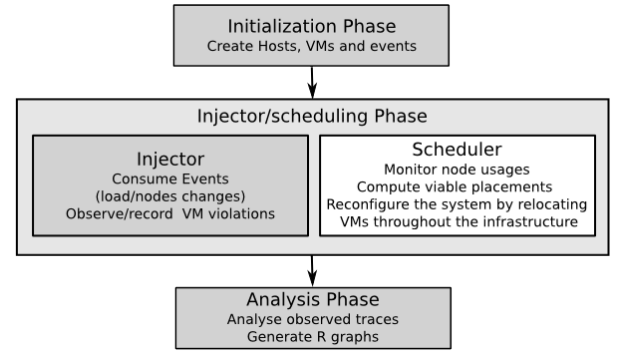 Initialization Phase
Create Hosts, VMs and events
Injector/scheduling Phase
Injector
Consume Events
(load/nodes changes)
Observe/record VM violations
Scheduler
Monitor node usages
Compute viable placements
Reconfigure the system by relocating
VMs throughout the infrastructure
Analysis Phase
Analyse observed traces
Generate R graphs